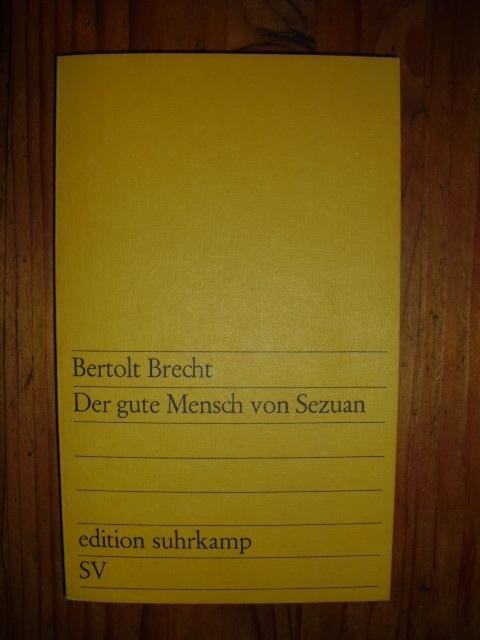 Bertolt Brecht
Der gute Mensch von Sezuan
edition suhrkamp
SV